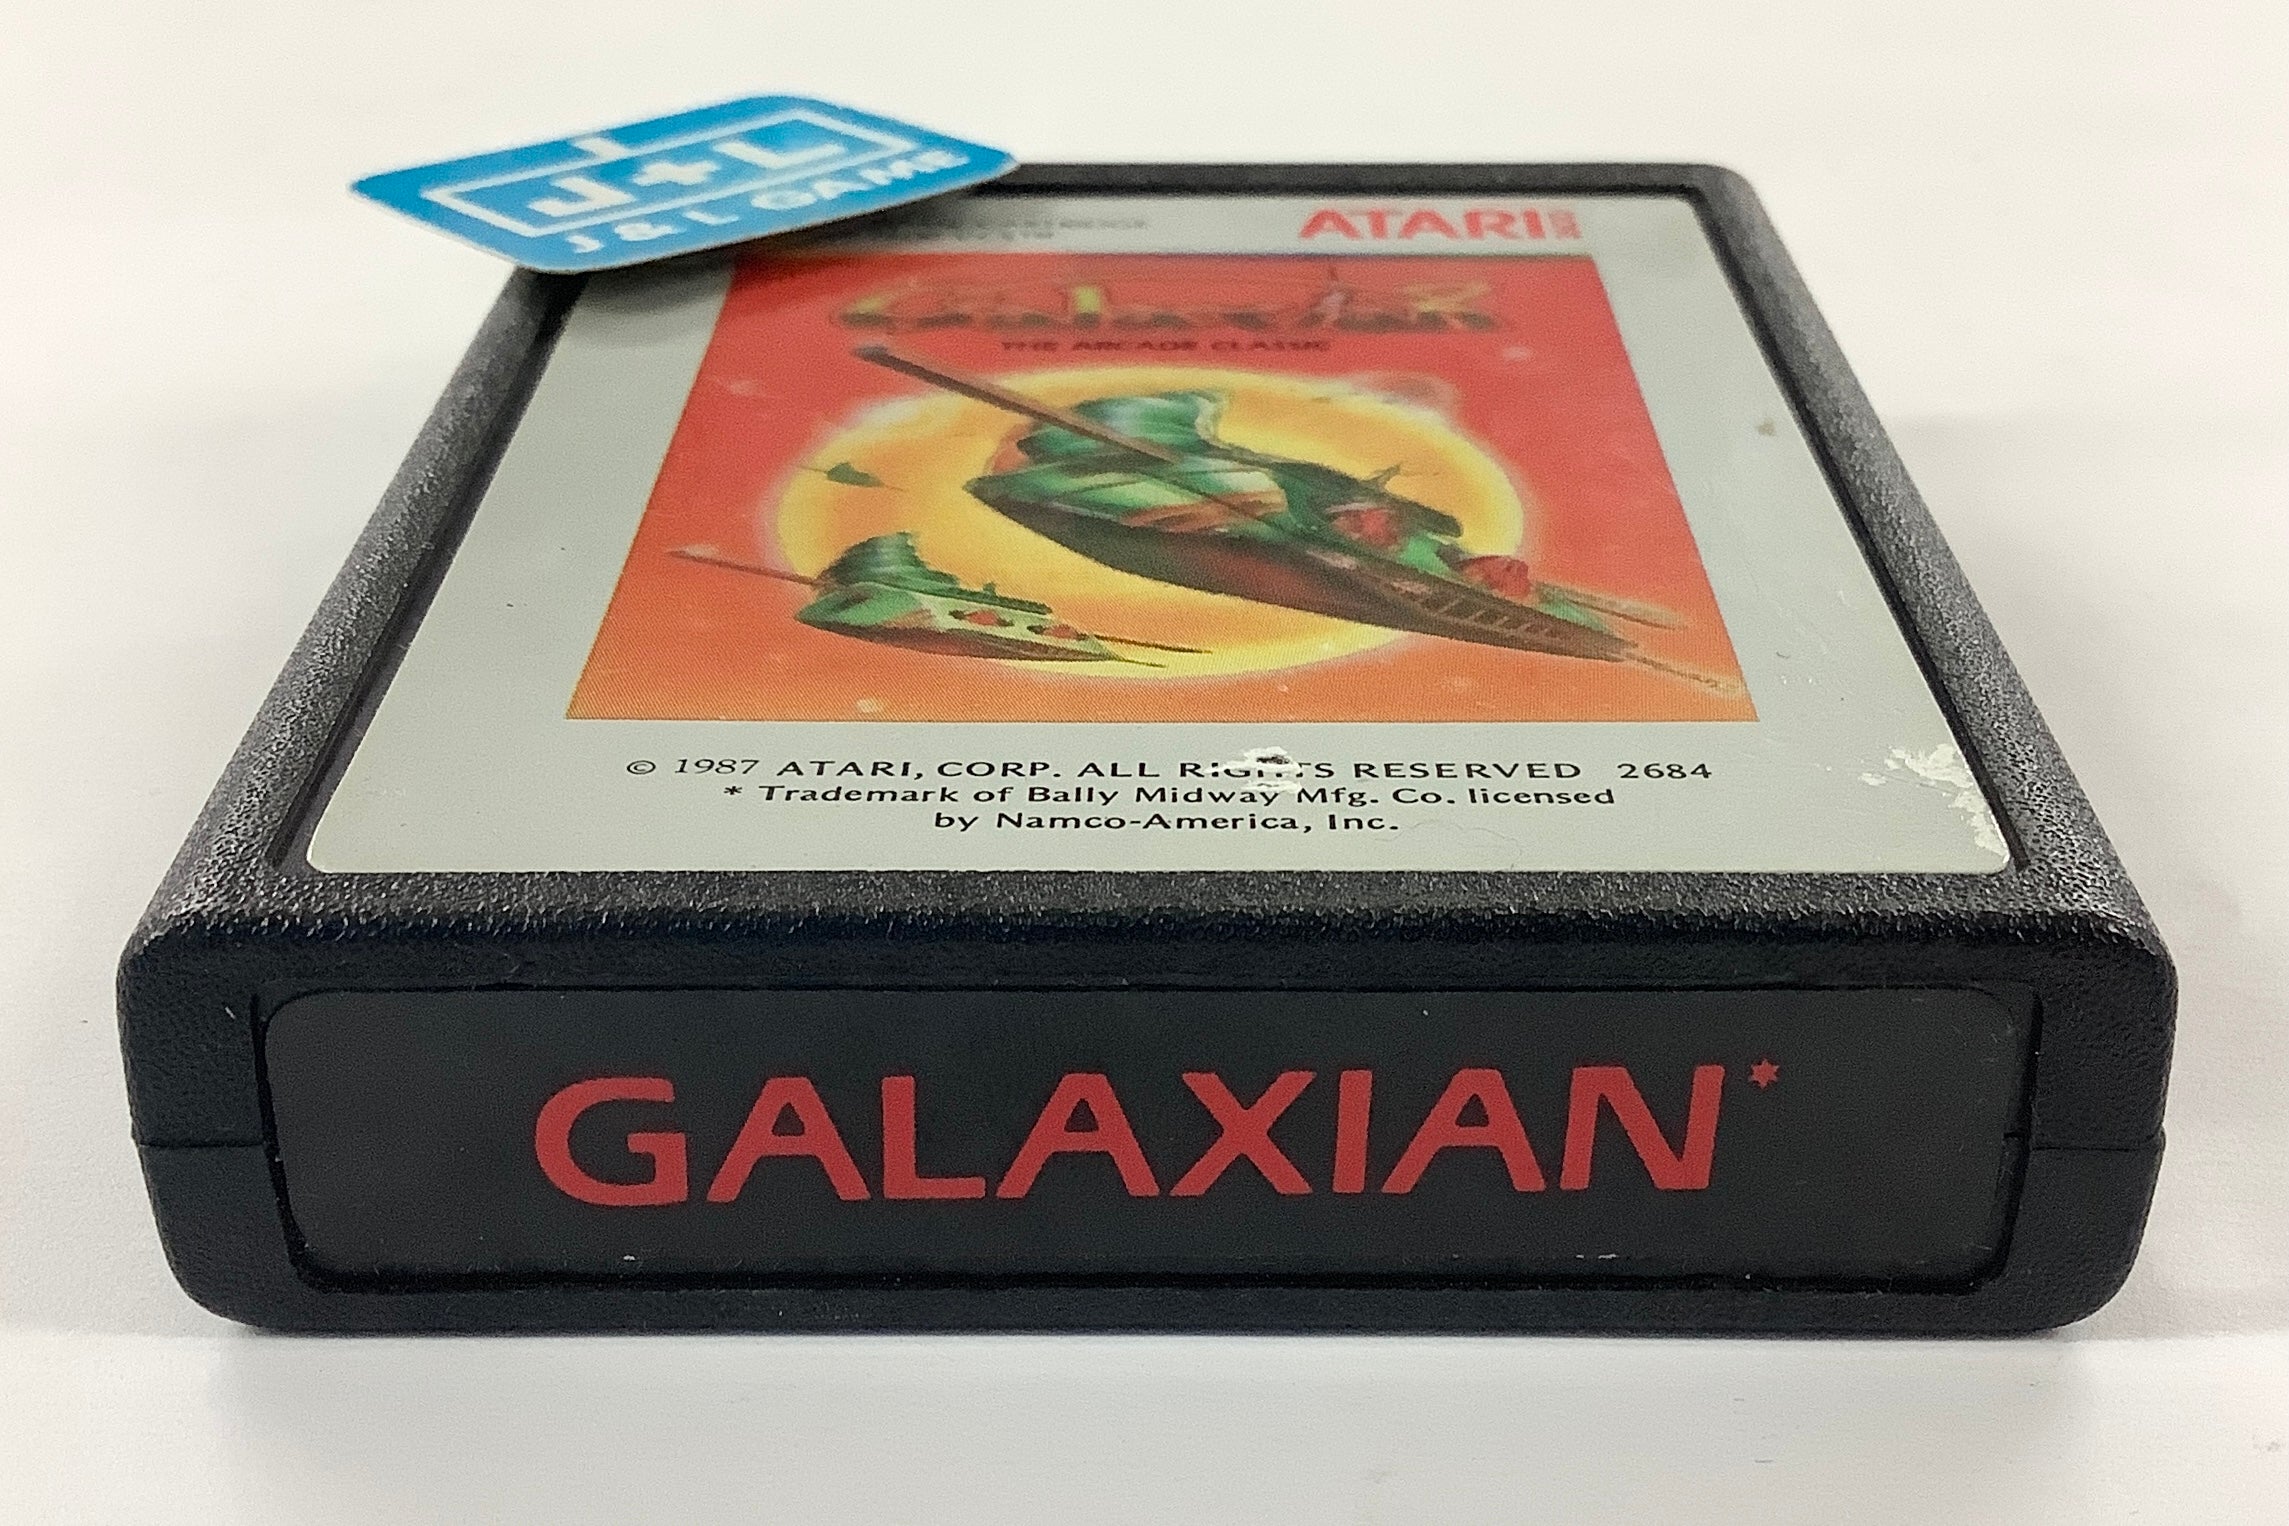 J+L
J & L GAME
ATARI
Galaxian
THE ARCADE CLASSIC
© 1987 ATARI, CORP. ALL RIGHTS RESERVED 2684
* Trademark of Bally Midway Mfg. Co. licensed
by Namco-America, Inc.
GALAXIAN*